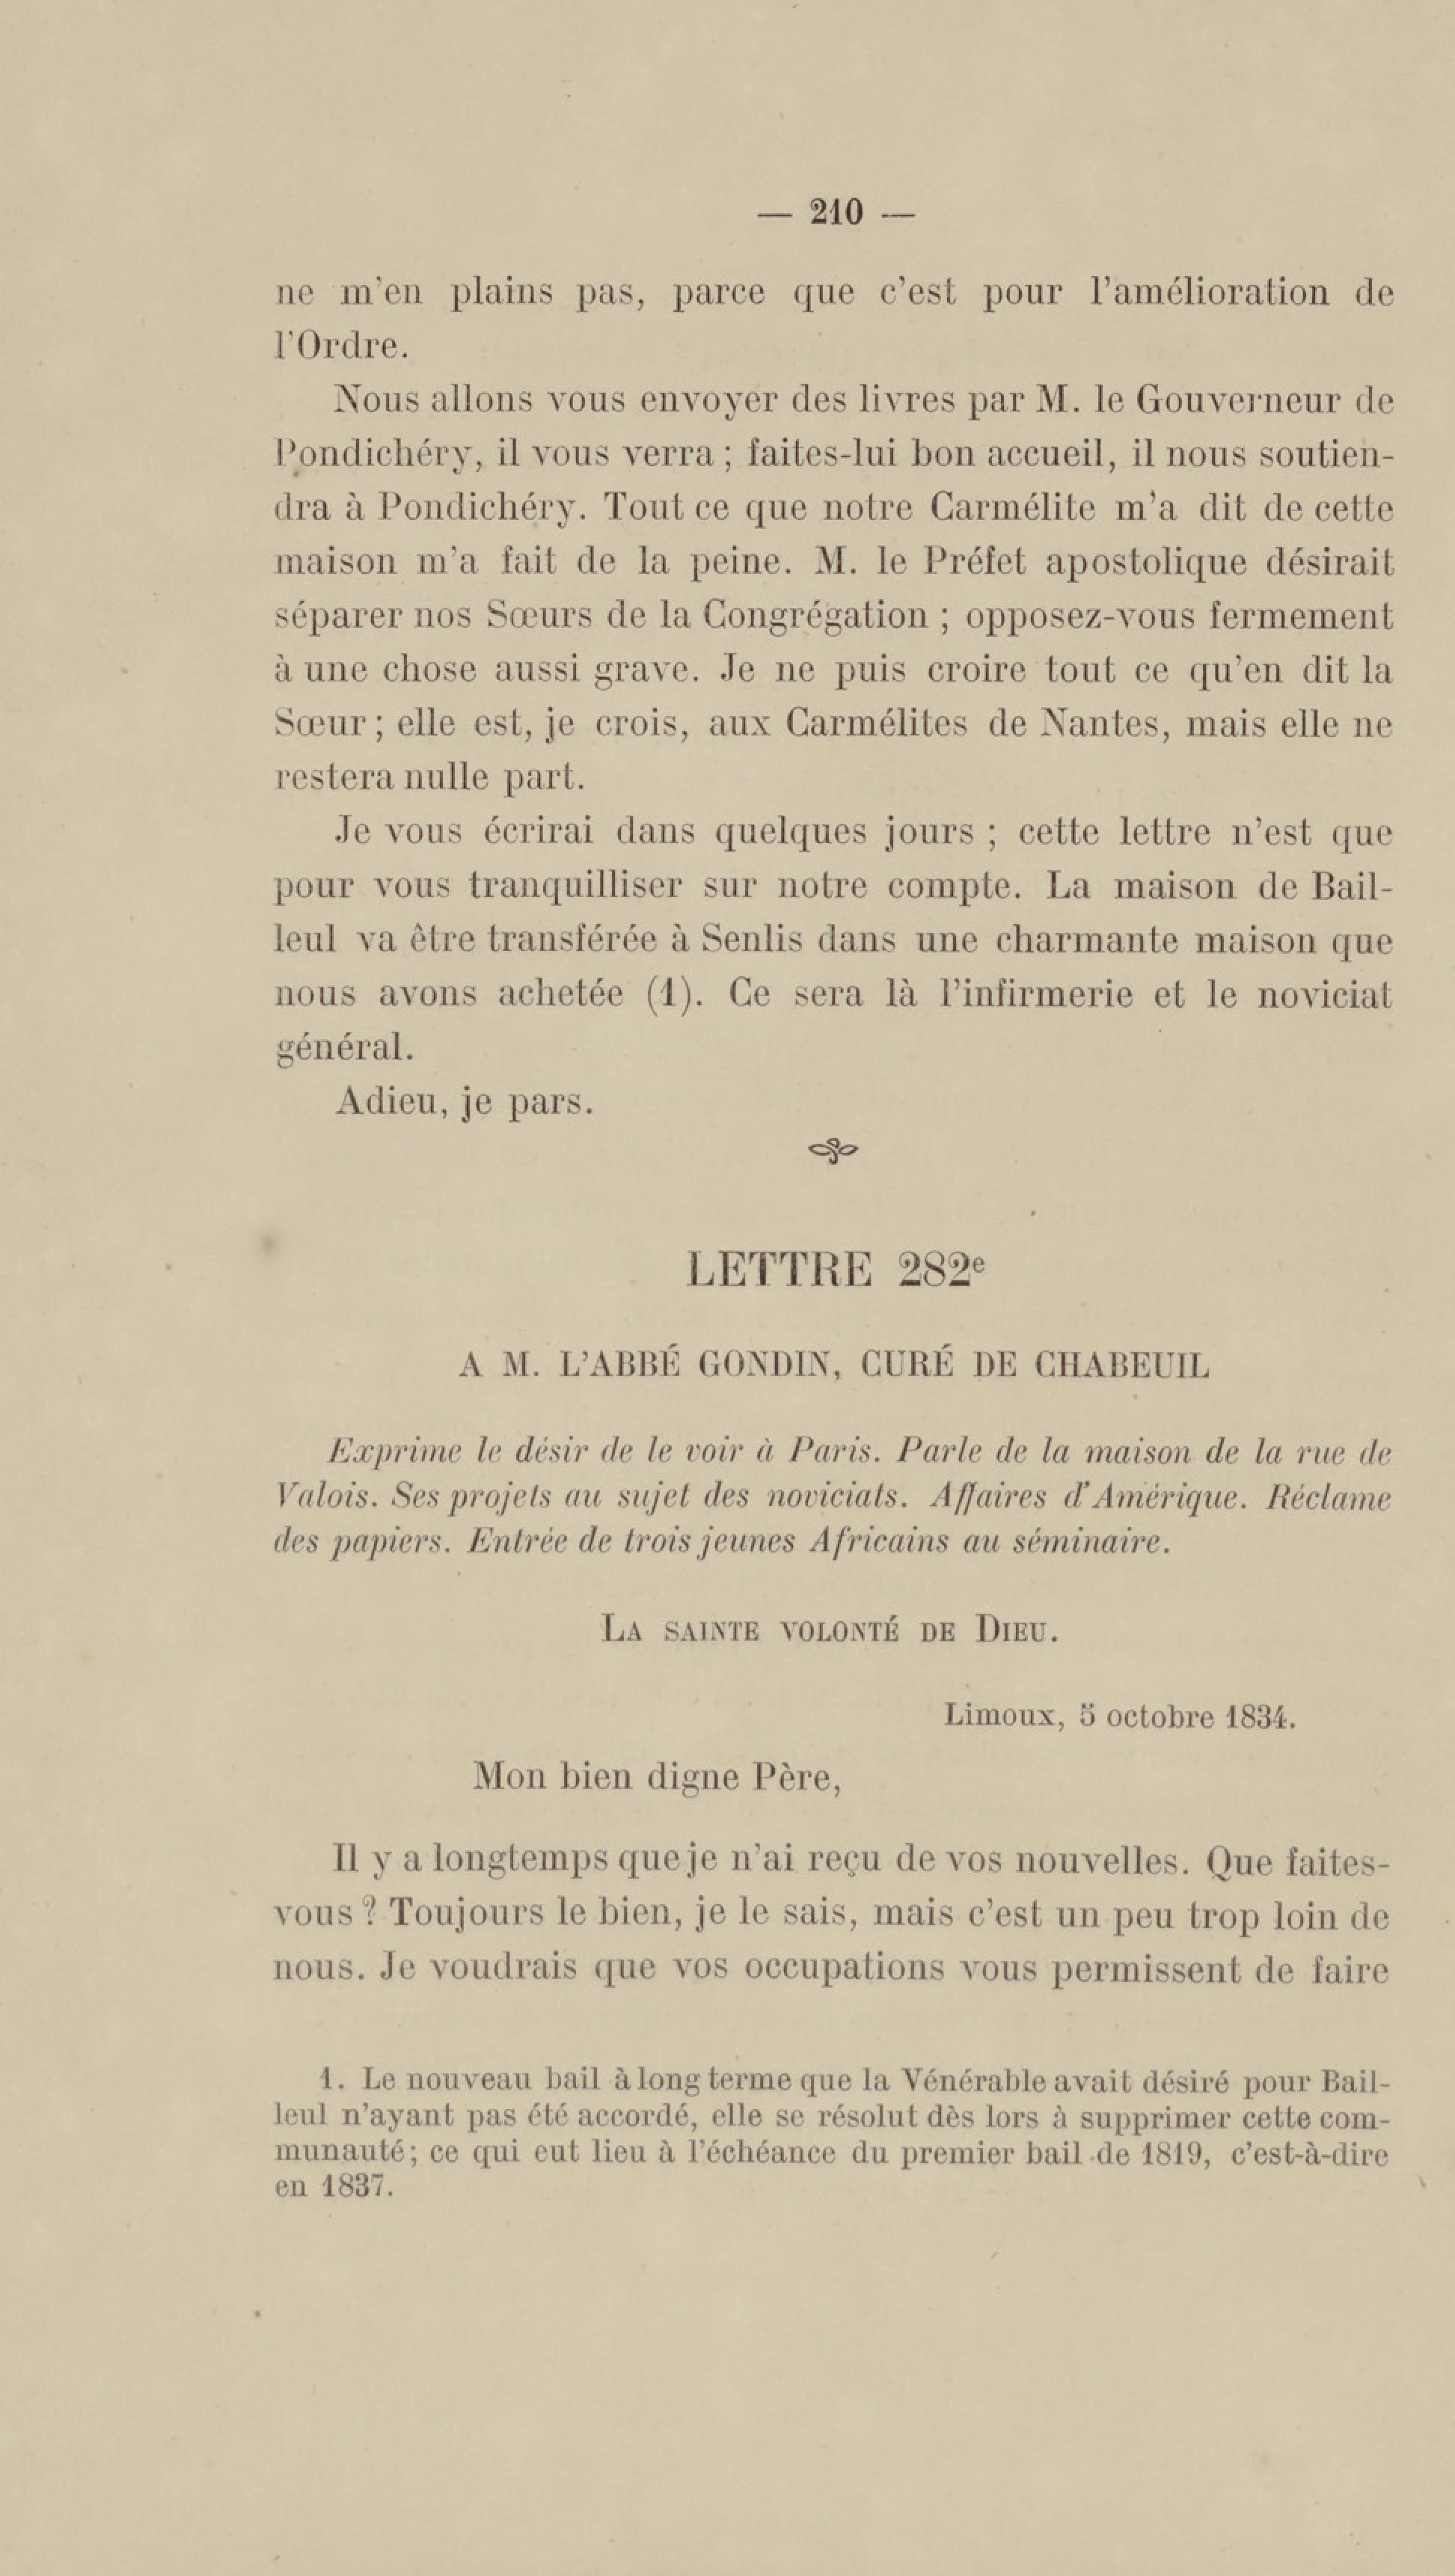 — 210 —
ne m'en plains pas, parce que c'est pour l'amélioration de
l'Ordre.
Nous allons vous envoyer des livres par M. le Gouverneur de
Pondichéry, il vous verra ; faites-lui bon accueil, il nous soutien-
dra à Pondichéry. Tout ce que notre Carmélite m'a dit de cette
maison m'a fait de la peine. M. le Préfet apostolique désirait
séparer nos Sœurs de la Congrégation ; opposez-vous fermement
à une chose aussi grave. Je ne puis croire tout ce qu'en dit la
Sœur ; elle est, je crois, aux Carmélites de Nantes, mais elle ne
restera nulle part.
Je vous écrirai dans quelques jours ; cette lettre n'est que
pour vous tranquilliser sur notre compte. La maison de Bail-
leul va être transférée à Senlis dans une charmante maison que
nous avons achetée (1). Ce sera là l'infirmerie et le noviciat
général.
Adieu, je pars.
LETTRE 282e
A M. L'ABBÉ GONDIN, CURÉ DE CHABEUIL
Exprime le désir de le voir à Paris. Parle de la maison de la rue de
Valois. Ses projets au sujet des noviciats. Affaires d'Amérique. Réclame
des papiers. Entrée de trois jeunes Africains au séminaire.
LA SAINTE VOLONTÉ DE DIEU.
Limoux, 5 octobre 1834.
Mon bien digne Père,
Il y a longtemps que je n'ai reçu de vos nouvelles. Que faites-
vous ? Toujours le bien, je le sais, mais c'est un peu trop loin de
nous. Je voudrais que vos occupations vous permissent de faire
1. Le nouveau bail à long terme que la Vénérable avait désiré pour Bail-
leul n'ayant pas été accordé, elle se résolut dès lors à supprimer cette com-
munauté ; ce qui eut lieu à l'échéance du premier bail de 1819, c'est-à-dire
en 1837.